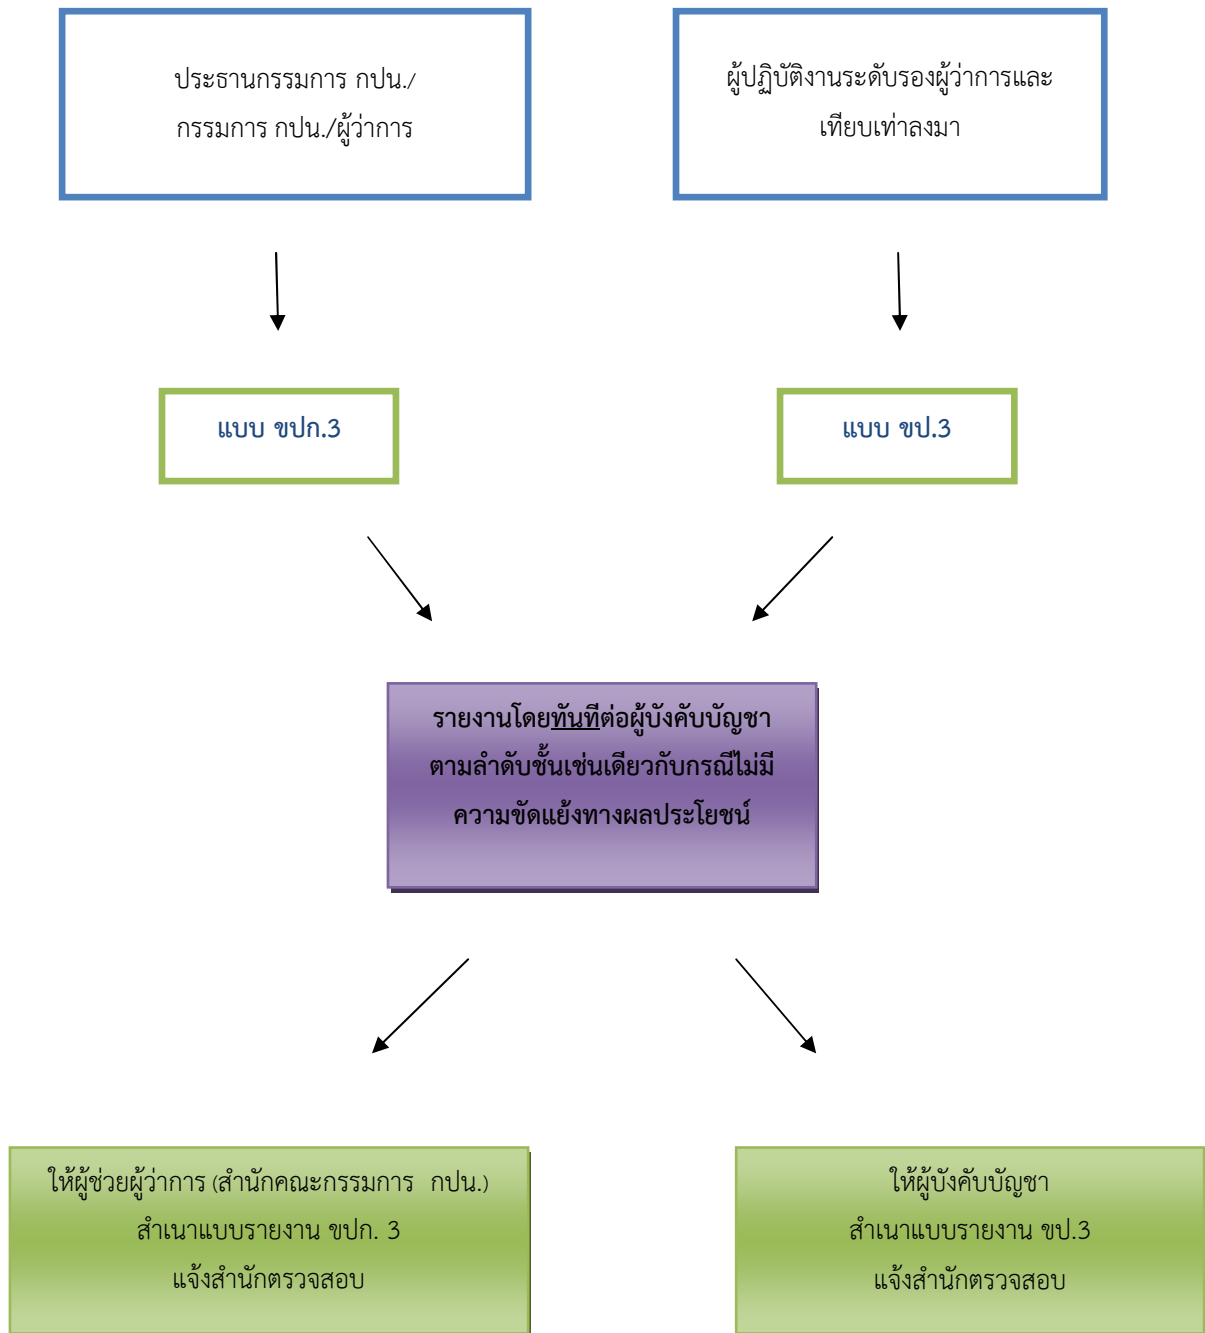 ประธานกรรมการ กปน./
กรรมการ กปน./ผู้ว่าการ
ผู้ปฏิบัติงานระดับรองผู้ว่าการและ
เทียบเท่าลงมา
แบบ ขปก.3
แบบ ขป.3
รายงานโดยทันทีต่อผู้บังคับบัญชา
ตามลำดับชั้นเช่นเดียวกับกรณีไม่มี
ความขัดแย้งทางผลประโยชน์
ให้ผู้ช่วยผู้ว่าการ (สำนักคณะกรรมการ กปน.)
สำเนาแบบรายงาน ขปก. 3
แจ้งสำนักตรวจสอบ
ให้ผู้บังคับบัญชา
สำเนาแบบรายงาน ขป.3
แจ้งสำนักตรวจสอบ